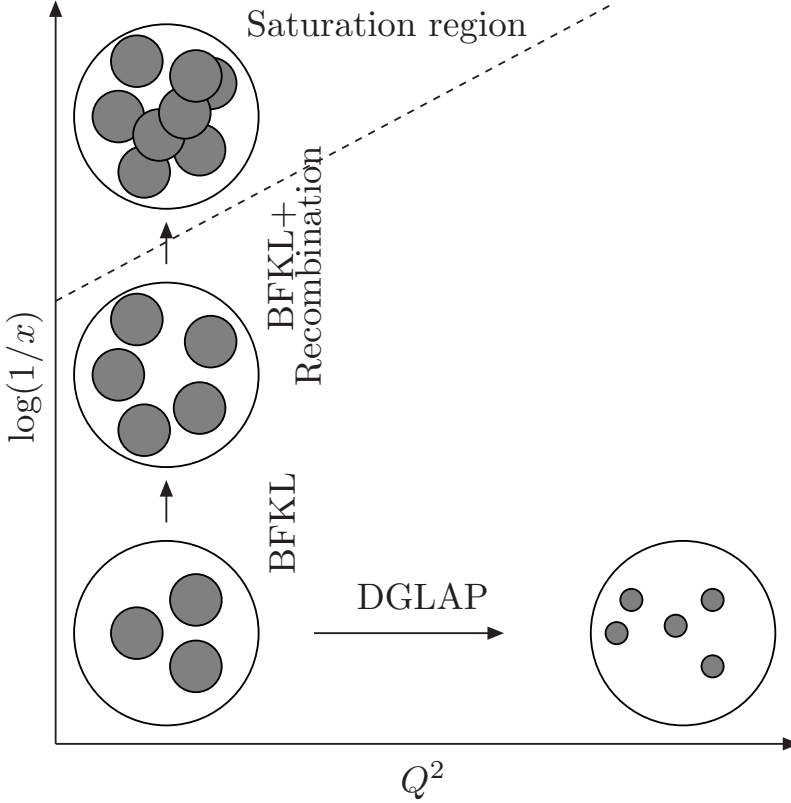 Saturation region
BFKL+
Recombination
log(1/x)
BFKL
DGLAP
Q²